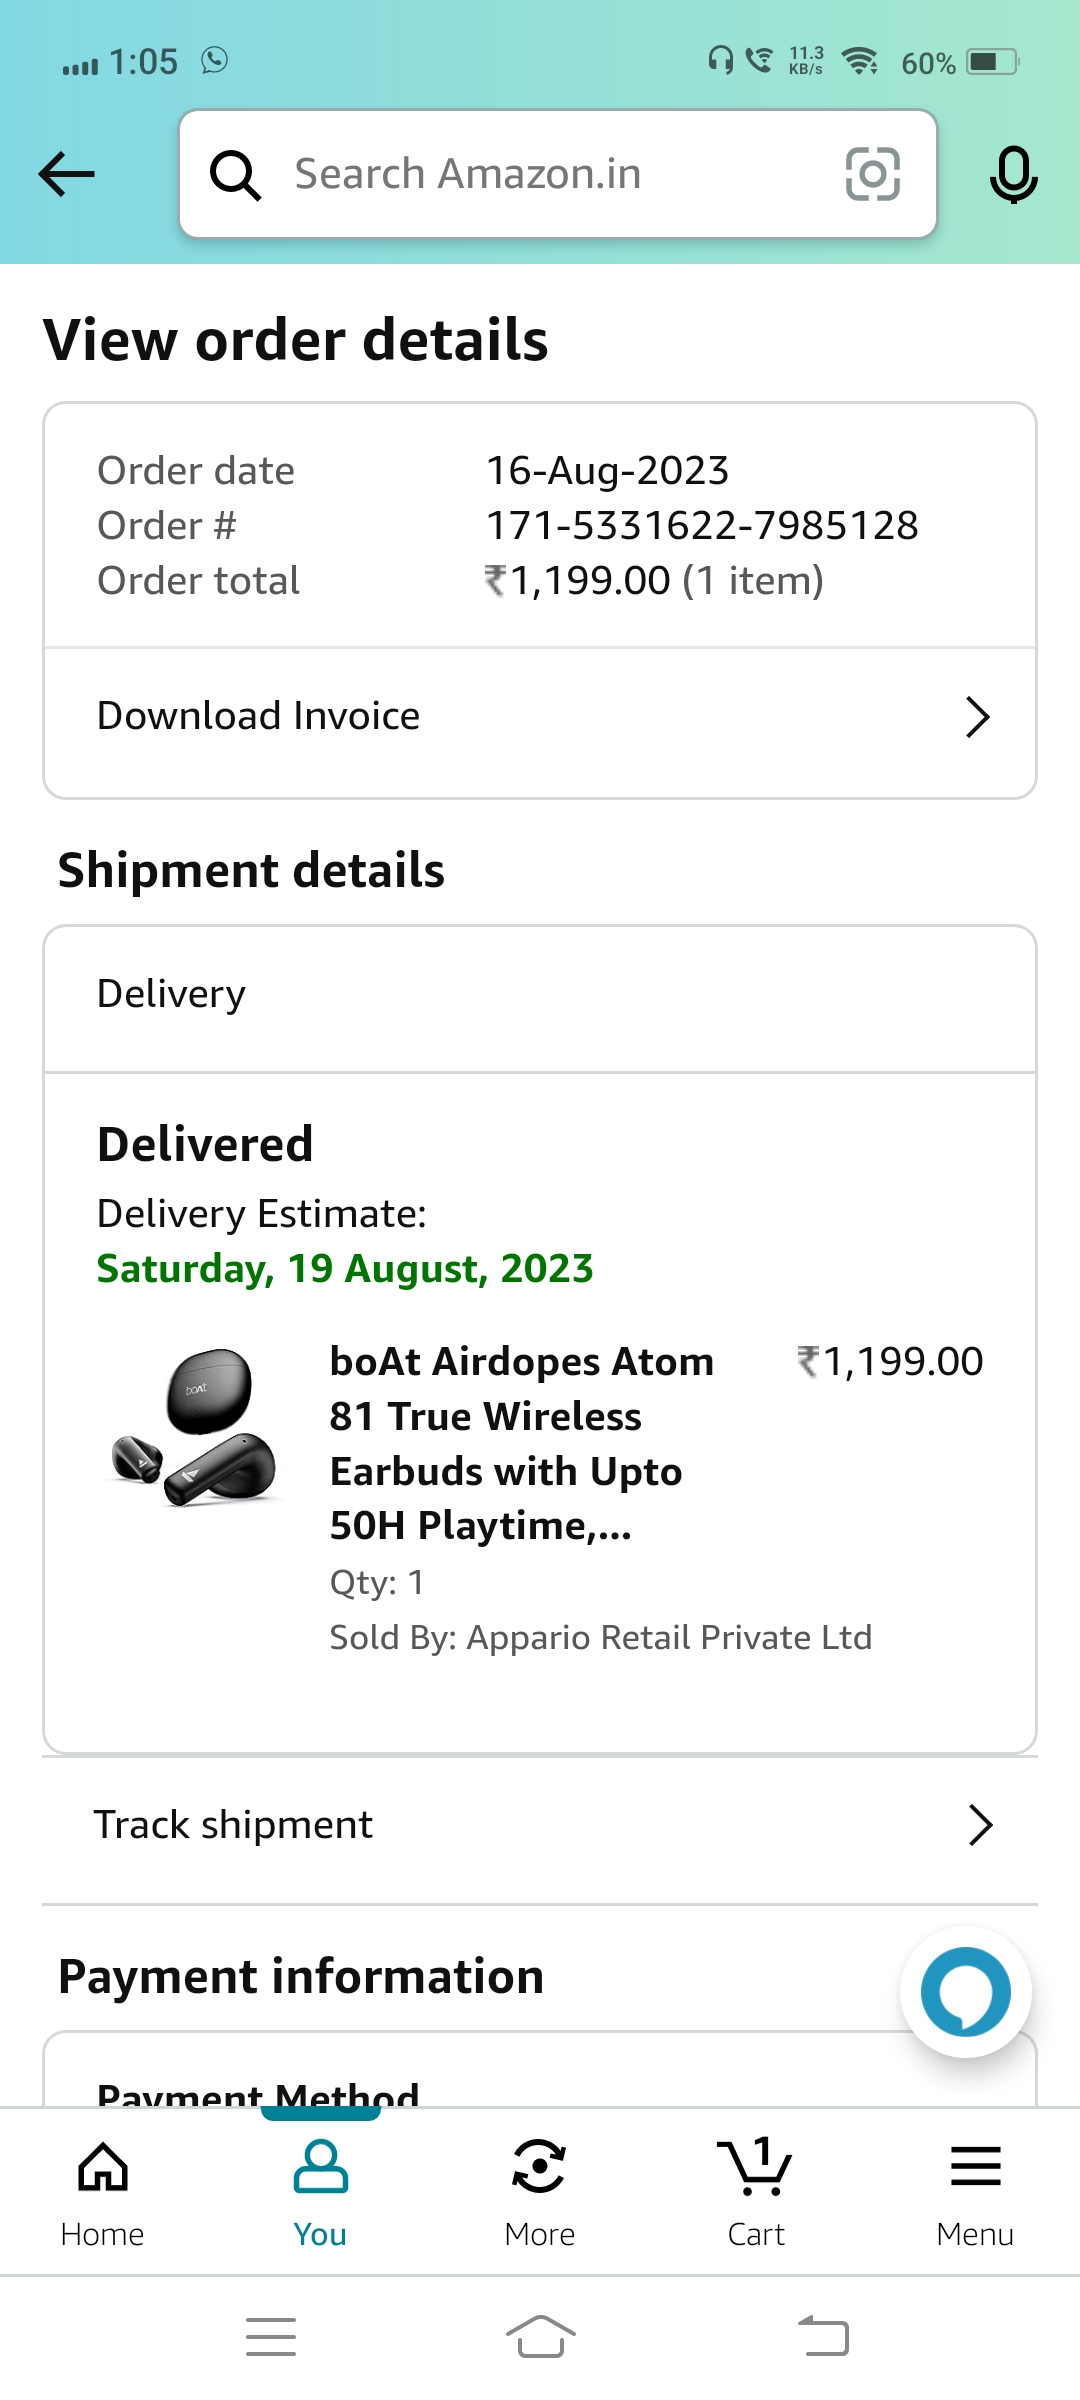 1:05 11.3 KB/s 60%
Search Amazon.in
View order details
Order date 16-Aug-2023
Order # 171-5331622-7985128
Order total ₹1,199.00 (1 item)
Download Invoice
Shipment details
Delivery
Delivered
Delivery Estimate:
Saturday, 19 August, 2023
boAt
boAt Airdopes Atom ₹1,199.00
81 True Wireless
Earbuds with Upto
50H Playtime,...
Qty: 1
Sold By: Appario Retail Private Ltd
Track shipment
Payment information
Payment Method
1
Home You More Cart Menu